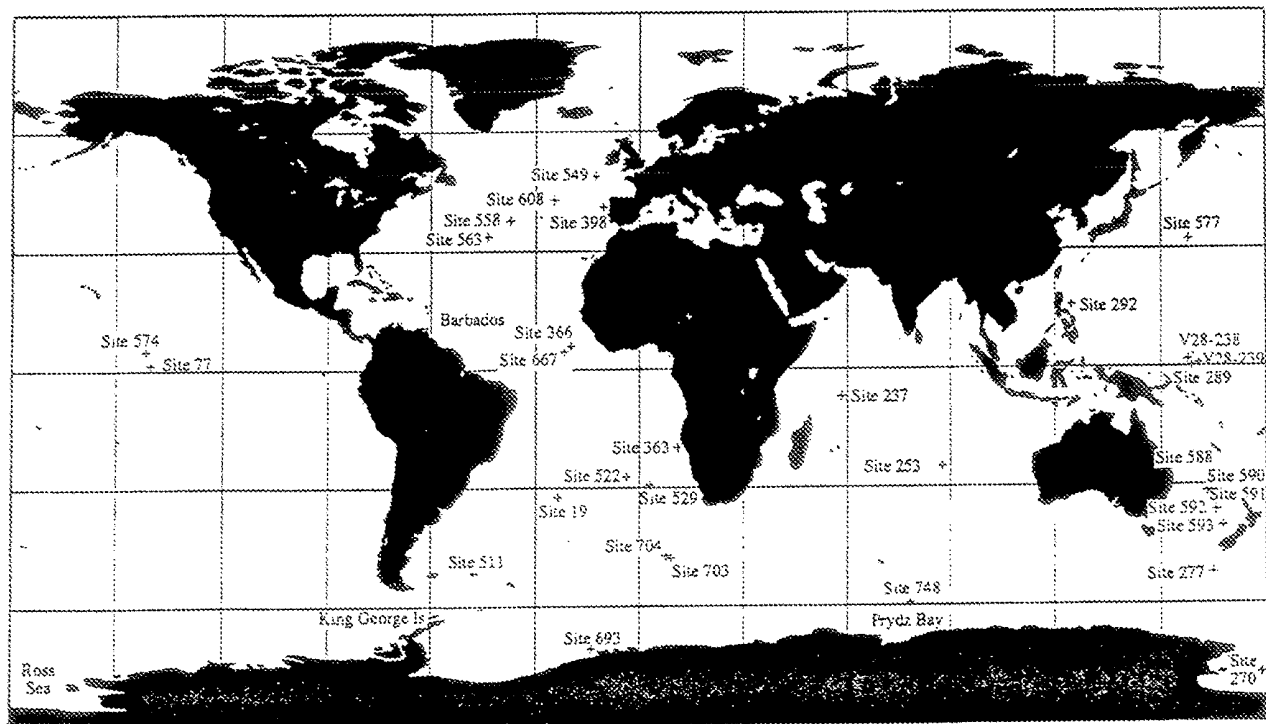 Site 549
Site 608
Site 558
Site 398
Site 577
Site 563
Site 292
Barbados
Site 366
Site 574
V28-238
Site 667
V28-239
Site 77
Site 289
Site 237
Site 363
Site 588
Site 253
Site 522
Site 590
Site 529
Site 591
Site 19
Site 592
Site 593
Site 704
Site 511
Site 703
Site 277
Site 748
King George Is.
Prydz Bay
Site 693
Ross
Sea
Site
270